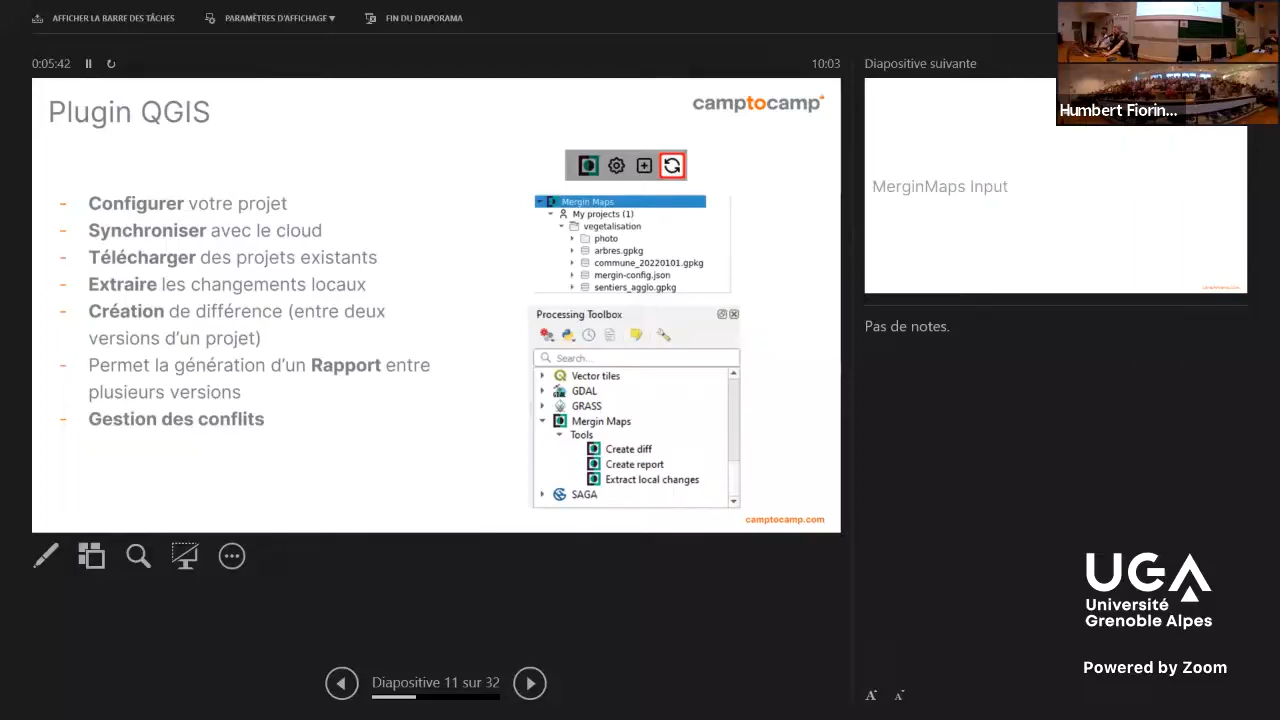 AFFICHER LA BARRE DES TÂCHES
PARAMÈTRES D'AFFICHAGE ▼
FIN DU DIAPORAMA
0:05:42
10:03
Diapositive suivante
Humbert Fiorin...
Plugin QGIS
camptocamp
- Configurer votre projet
- Synchroniser avec le cloud
- Télécharger des projets existants
- Extraire les changements locaux
- Création de différence (entre deux
versions d'un projet)
- Permet la génération d'un Rapport entre
plusieurs versions
- Gestion des conflits
Mergin Maps
My projects (1)
vegetalisation
photo
arbres.gpkg
commune_20220101.gpkg
mergin-config.json
sentiers_agglo.gpkg
Processing Toolbox
Search...
Vector tiles
GDAL
GRASS
Mergin Maps
Tools
Create diff
Create report
Extract local changes
SAGA
camptocamp.com
MerginMaps Input
Pas de notes.
Diapositive 11 sur 32
UGA
Université
Grenoble Alpes
Powered by Zoom
A A